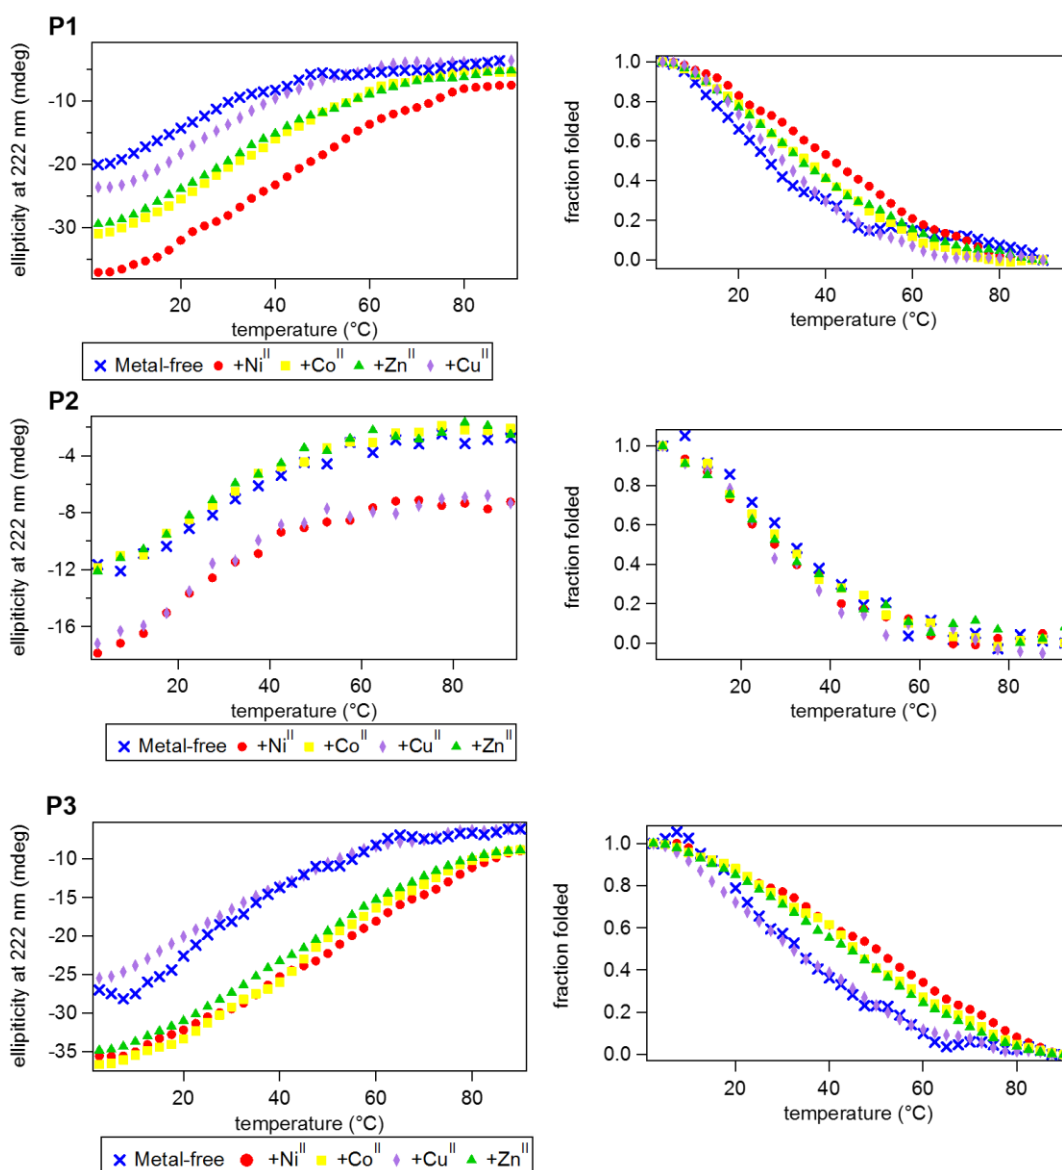 P1
ellipticity at 222 nm (mdeg)
-10
-20
-30
20 40 60 80
temperature (°C)
Metal-free +Ni^II +Co^II +Zn^II +Cu^II
fraction folded
1.0
0.8
0.6
0.4
0.2
0.0
20 40 60 80
temperature (°C)
P2
ellipticity at 222 nm (mdeg)
-4
-8
-12
-16
20 40 60 80
temperature (°C)
Metal-free +Ni^II +Co^II +Cu^II +Zn^II
fraction folded
1.0
0.8
0.6
0.4
0.2
0.0
20 40 60 80
temperature (°C)
P3
ellipticity at 222 nm (mdeg)
-10
-15
-20
-25
-30
-35
20 40 60 80
temperature (°C)
Metal-free +Ni^II +Co^II +Cu^II +Zn^II
fraction folded
1.0
0.8
0.6
0.4
0.2
0.0
20 40 60 80
temperature (°C)